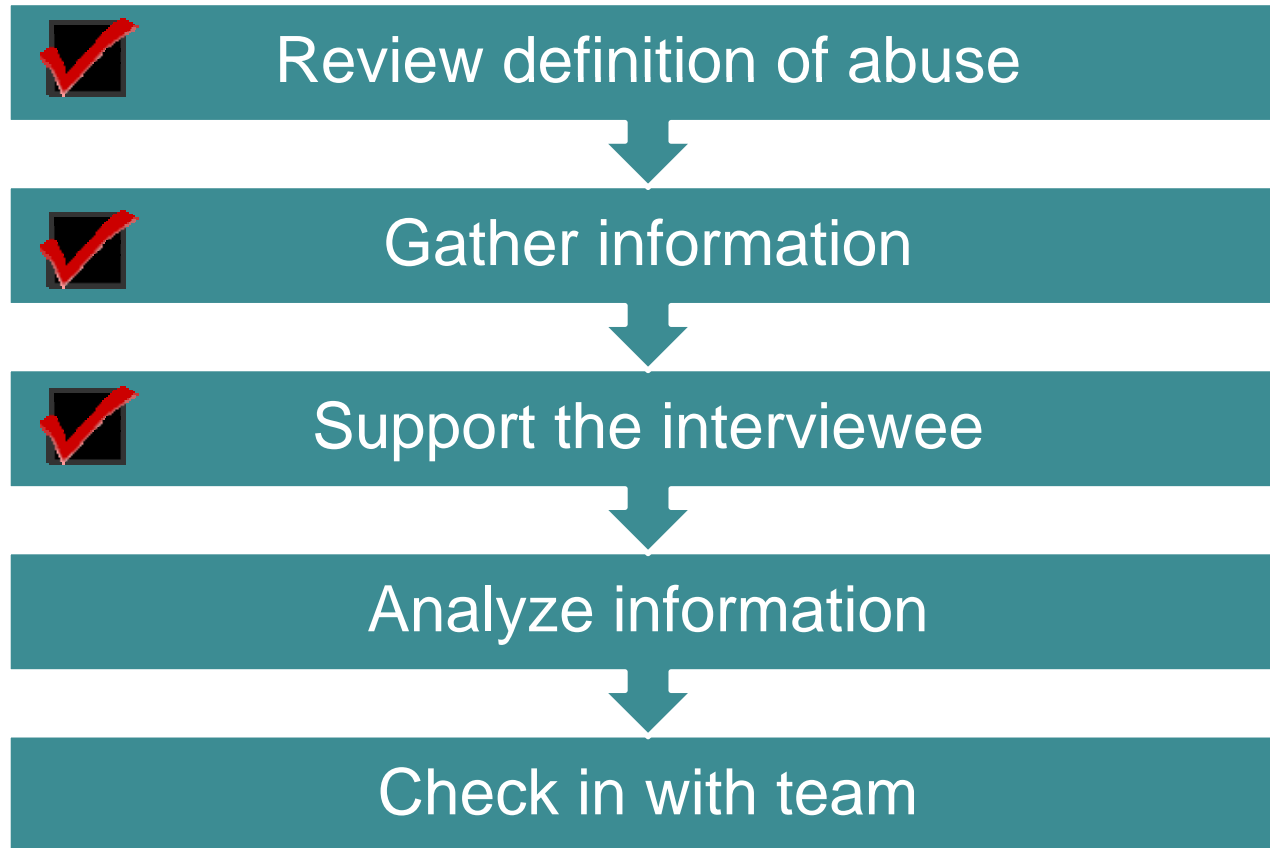 Review definition of abuse
Gather information
Support the interviewee
Analyze information
Check in with team